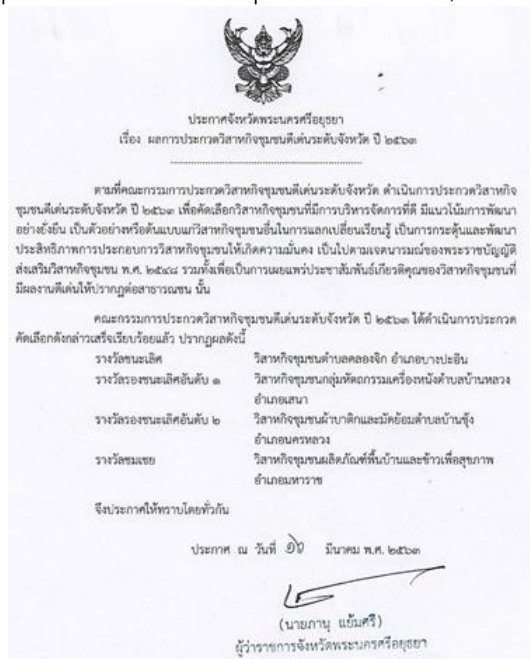 ประกาศจังหวัดพระนครศรีอยุธยา
เรื่อง ผลการประกวดวิสาหกิจชุมชนดีเด่นระดับจังหวัด ปี ๒๕๖๓
ตามที่คณะกรรมการประกวดวิสาหกิจชุมชนดีเด่นระดับจังหวัด ดำเนินการประกวดวิสาหกิจ
ชุมชนดีเด่นระดับจังหวัด ปี ๒๕๖๓ เพื่อคัดเลือกวิสาหกิจชุมชนที่มีการบริหารจัดการที่ดี มีแนวโน้มการพัฒนา
อย่างยั่งยืน เป็นตัวอย่างหรือต้นแบบแก่วิสาหกิจชุมชนอื่นในการแลกเปลี่ยนเรียนรู้ เป็นการกระตุ้นและพัฒนา
ประสิทธิภาพการประกอบการวิสาหกิจชุมชนให้เกิดความมั่นคง เป็นไปตามเจตนารมณ์ของพระราชบัญญัติ
ส่งเสริมวิสาหกิจชุมชน พ.ศ. ๒๕๔๘ รวมทั้งเพื่อเป็นการเผยแพร่ประชาสัมพันธ์เกียรติคุณของวิสาหกิจชุมชนที่
มีผลงานดีเด่นให้ปรากฏต่อสาธารณชน นั้น
คณะกรรมการประกวดวิสาหกิจชุมชนดีเด่นระดับจังหวัด ปี ๒๕๖๓ ได้ดำเนินการประกวด
คัดเลือกดังกล่าวเสร็จเรียบร้อยแล้ว ปรากฏผลดังนี้
รางวัลชนะเลิศ วิสาหกิจชุมชนตำบลคลองจิก อำเภอบางปะอิน
รางวัลรองชนะเลิศอันดับ ๑ วิสาหกิจชุมชนกลุ่มหัตถกรรมเครื่องหนังตำบลบ้านหลวง
อำเภอเสนา
รางวัลรองชนะเลิศอันดับ ๒ วิสาหกิจชุมชนผ้าบาติกและมัดย้อมตำบลบ้านชุ้ง
อำเภอนครหลวง
รางวัลชมเชย วิสาหกิจชุมชนผลิตภัณฑ์พื้นบ้านและข้าวเพื่อสุขภาพ
อำเภอมหาราช
จึงประกาศให้ทราบโดยทั่วกัน
ประกาศ ณ วันที่ มีนาคม พ.ศ. ๒๕๖๓
(นายภานุ แย้มศรี)
ผู้ว่าราชการจังหวัดพระนครศรีอยุธยา